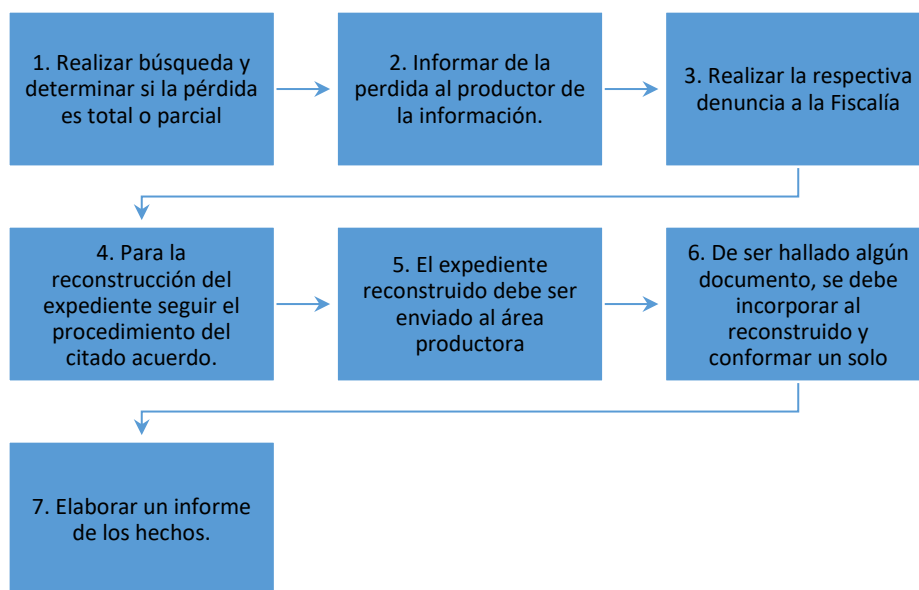 1. Realizar búsqueda y
determinar si la pérdida
es total o parcial
2. Informar de la
perdida al productor de
la información.
3. Realizar la respectiva
denuncia a la Fiscalía
4. Para la
reconstrucción del
expediente seguir el
procedimiento del
citado acuerdo.
5. El expediente
reconstruido debe ser
enviado al área
productora
6. De ser hallado algún
documento, se debe
incorporar al
reconstruido y
conformar un solo
7. Elaborar un informe
de los hechos.